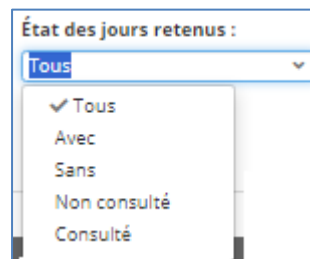 État des jours retenus :
Tous
Tous
Avec
Sans
Non consulté
Consulté